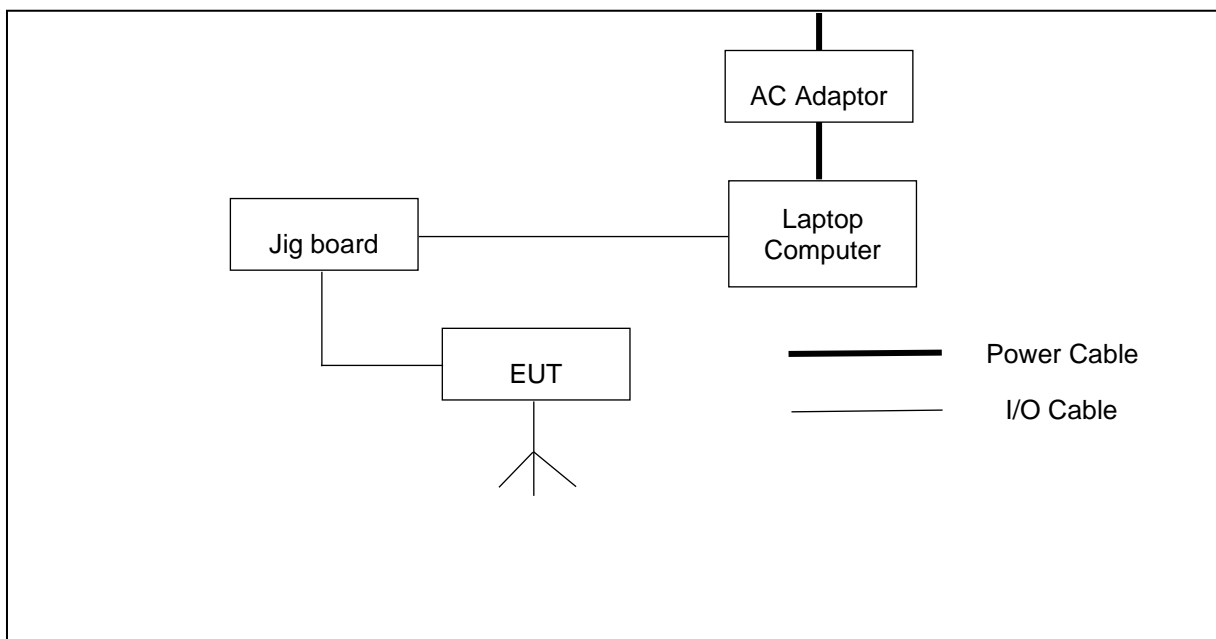 AC Adaptor
Laptop
Computer
Jig board
EUT
Power Cable
I/O Cable